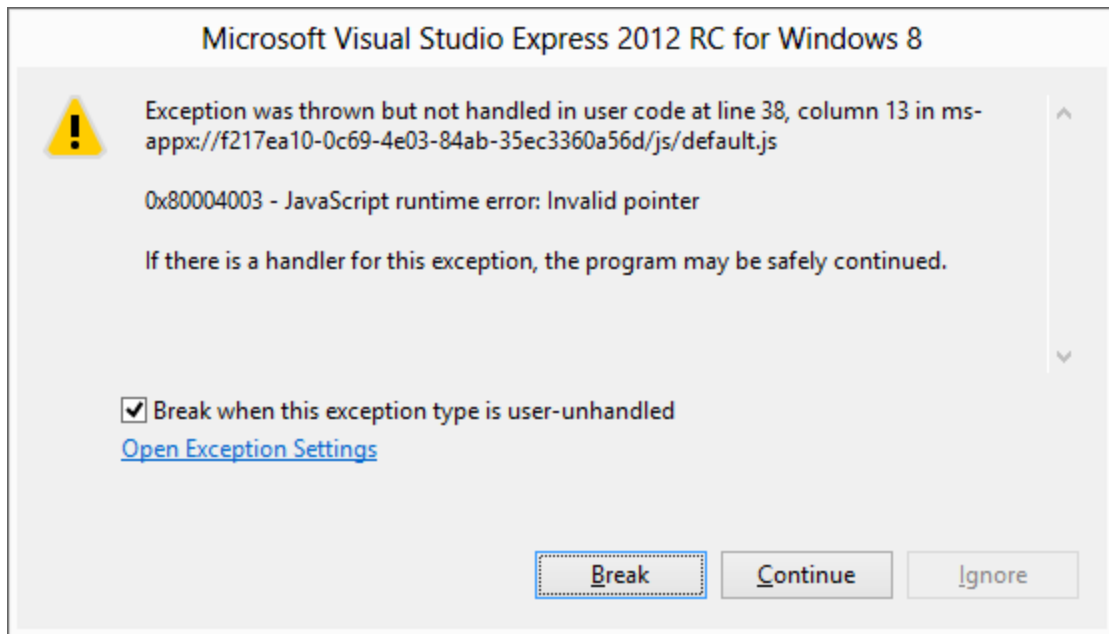 Microsoft Visual Studio Express 2012 RC for Windows 8
Exception was thrown but not handled in user code at line 38, column 13 in ms-
appx://f217ea10-0c69-4e03-84ab-35ec3360a56d/js/default.js
0x80004003 - JavaScript runtime error: Invalid pointer
If there is a handler for this exception, the program may be safely continued.
Break when this exception type is user-unhandled
Open Exception Settings
Break Continue Ignore